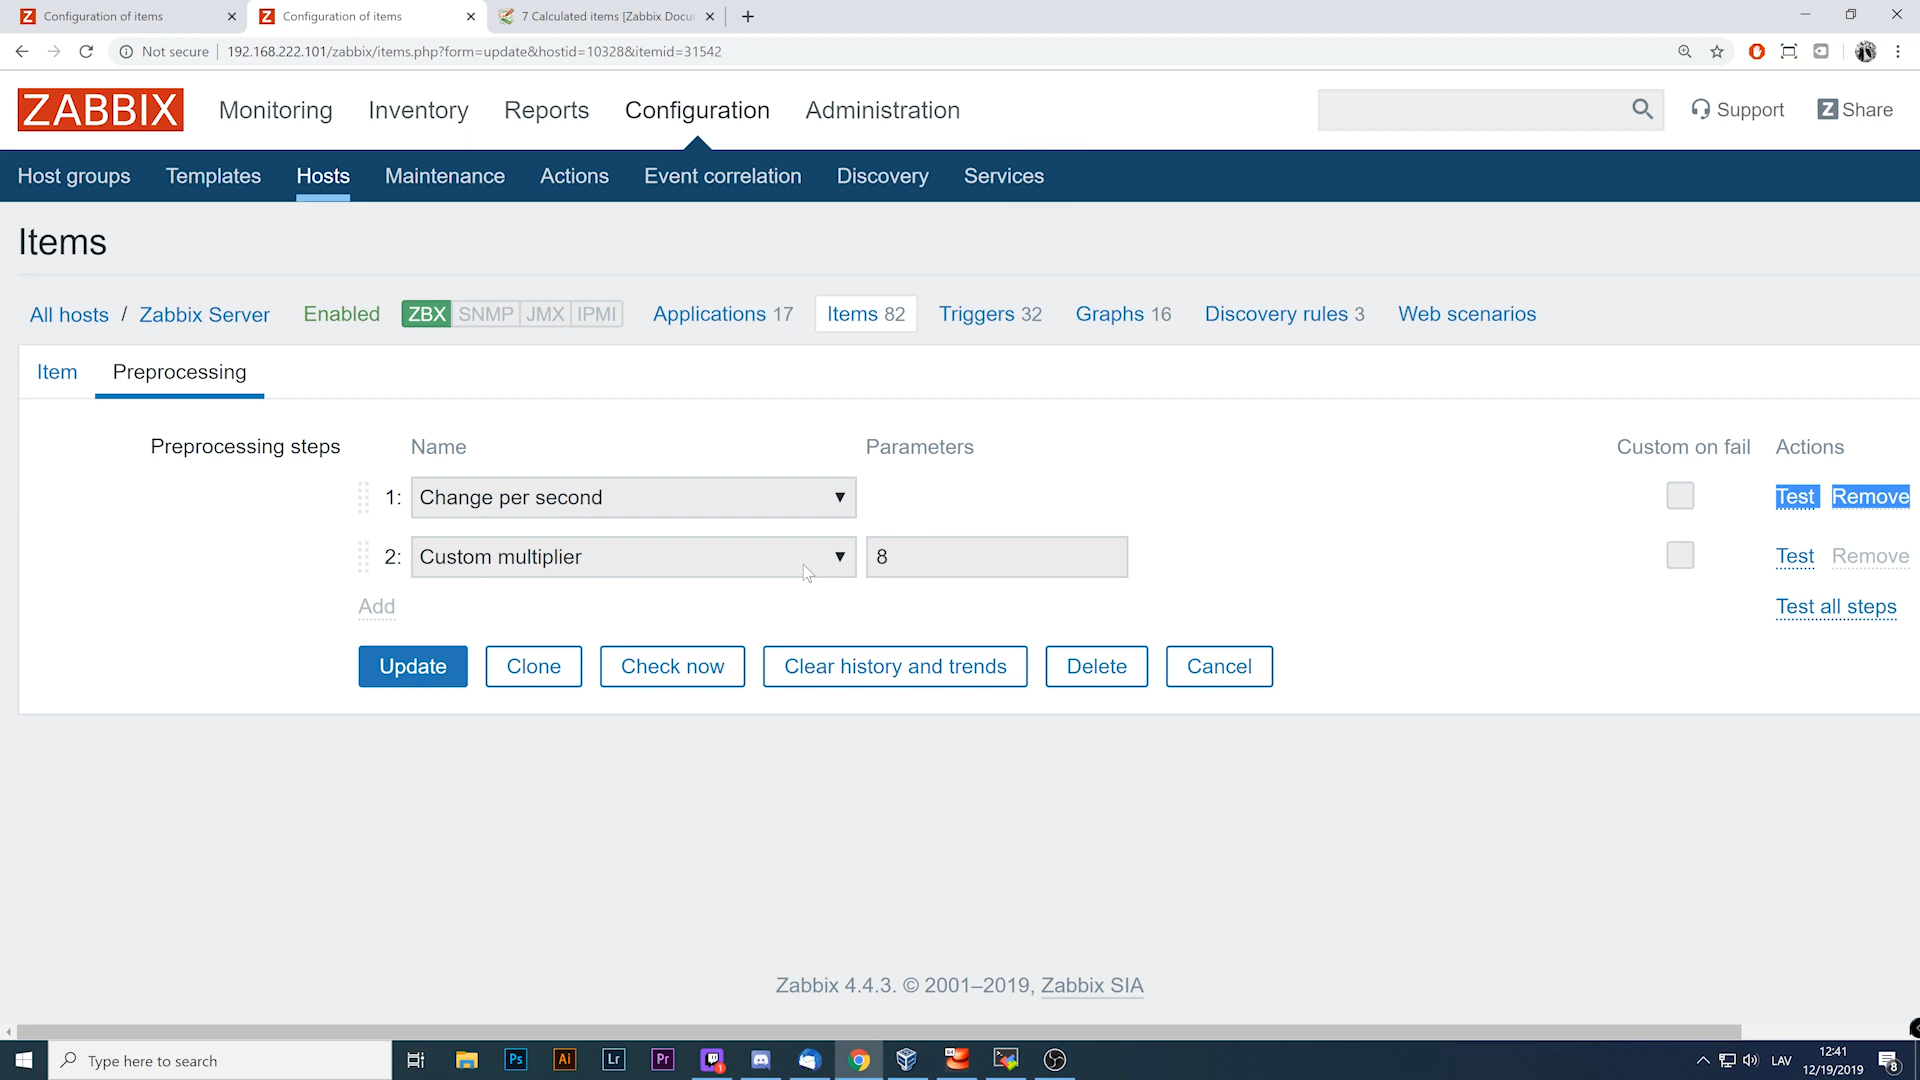 Configuration of items
Configuration of items
7 Calculated items [Zabbix Docu
Not secure 192.168.222.101/zabbix/items.php?form=update&hostid=10328&itemid=31542
ZABBIX Monitoring Inventory Reports Configuration Administration Support Z Share
Host groups Templates Hosts Maintenance Actions Event correlation Discovery Services
Items
All hosts / Zabbix Server Enabled ZBX SNMP JMX IPMI Applications 17 Items 82 Triggers 32 Graphs 16 Discovery rules 3 Web scenarios
Item Preprocessing
Preprocessing steps Name Parameters Custom on fail Actions
1: Change per second Test Remove
2: Custom multiplier 8 Test Remove
Add Test all steps
Update Clone Check now Clear history and trends Delete Cancel
Zabbix 4.4.3. © 2001–2019, Zabbix SIA
Type here to search Ps Ai Lr Pr 1 LAV 12:41
12/19/2019 8